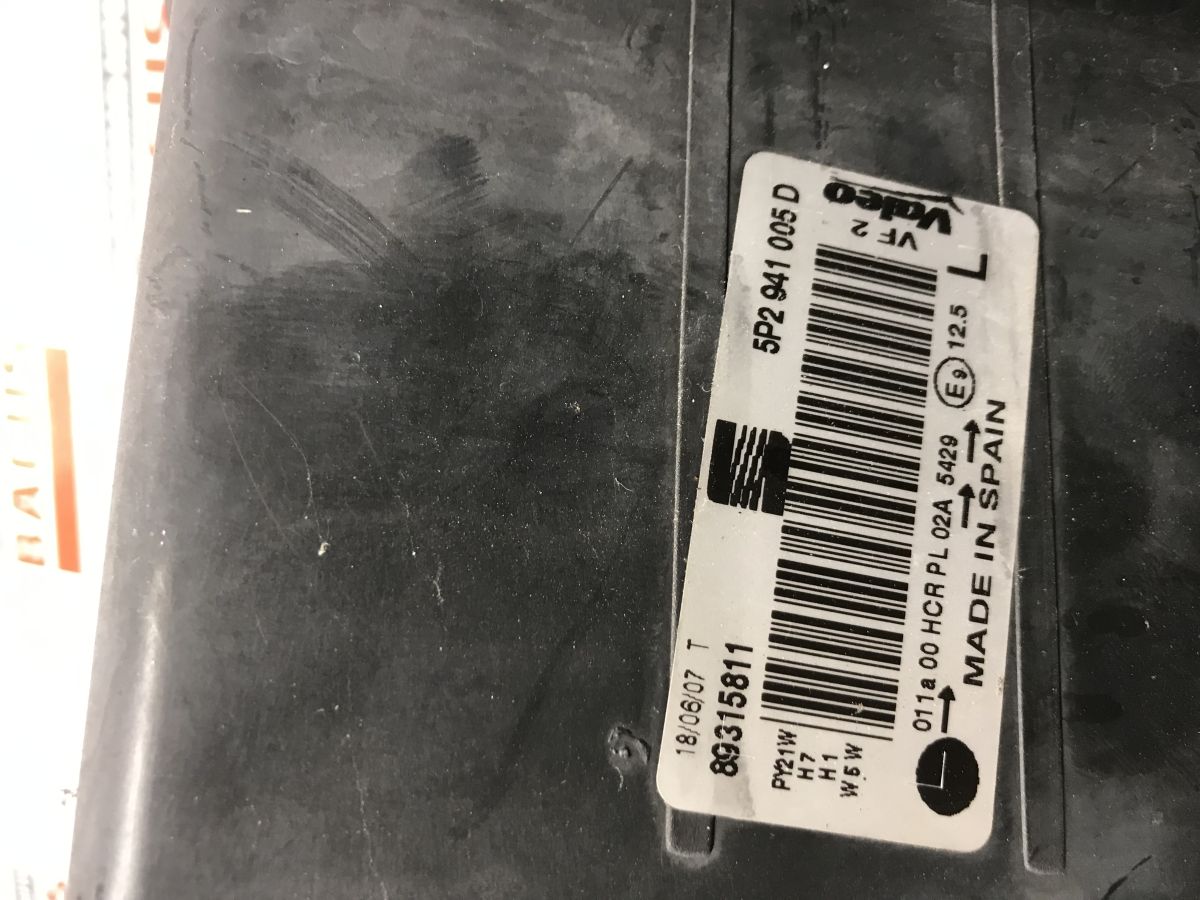 18/06/07 T
89315811
5P2 941 005 D
PY21W
H7
H1
W5W
Valeo
VF 2
L
011a 00 HCR PL 02A 5429 E9 12.5
MADE IN SPAIN